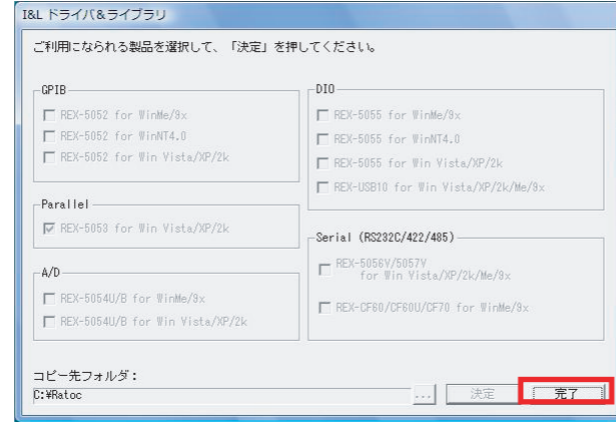 I&L ドライバ&ライブラリ
ご利用になられる製品を選択して、「決定」を押してください。
GPIB
REX-5052 for WinMe/9x
REX-5052 for WinNT4.0
REX-5052 for Win Vista/XP/2k
Parallel
REX-5053 for Win Vista/XP/2k
A/D
REX-5054U/B for WinMe/9x
REX-5054U/B for Win Vista/XP/2k
DIO
REX-5055 for WinMe/9x
REX-5055 for WinNT4.0
REX-5055 for Win Vista/XP/2k
REX-USB10 for Win Vista/XP/2k/Me/9x
Serial (RS232C/422/485)
REX-5056V/5057V
for Win Vista/XP/2k/Me/9x
REX-CF60/CF60U/CF70 for WinMe/9x
コピー先フォルダ:
C:¥Ratoc
...
決定
完了